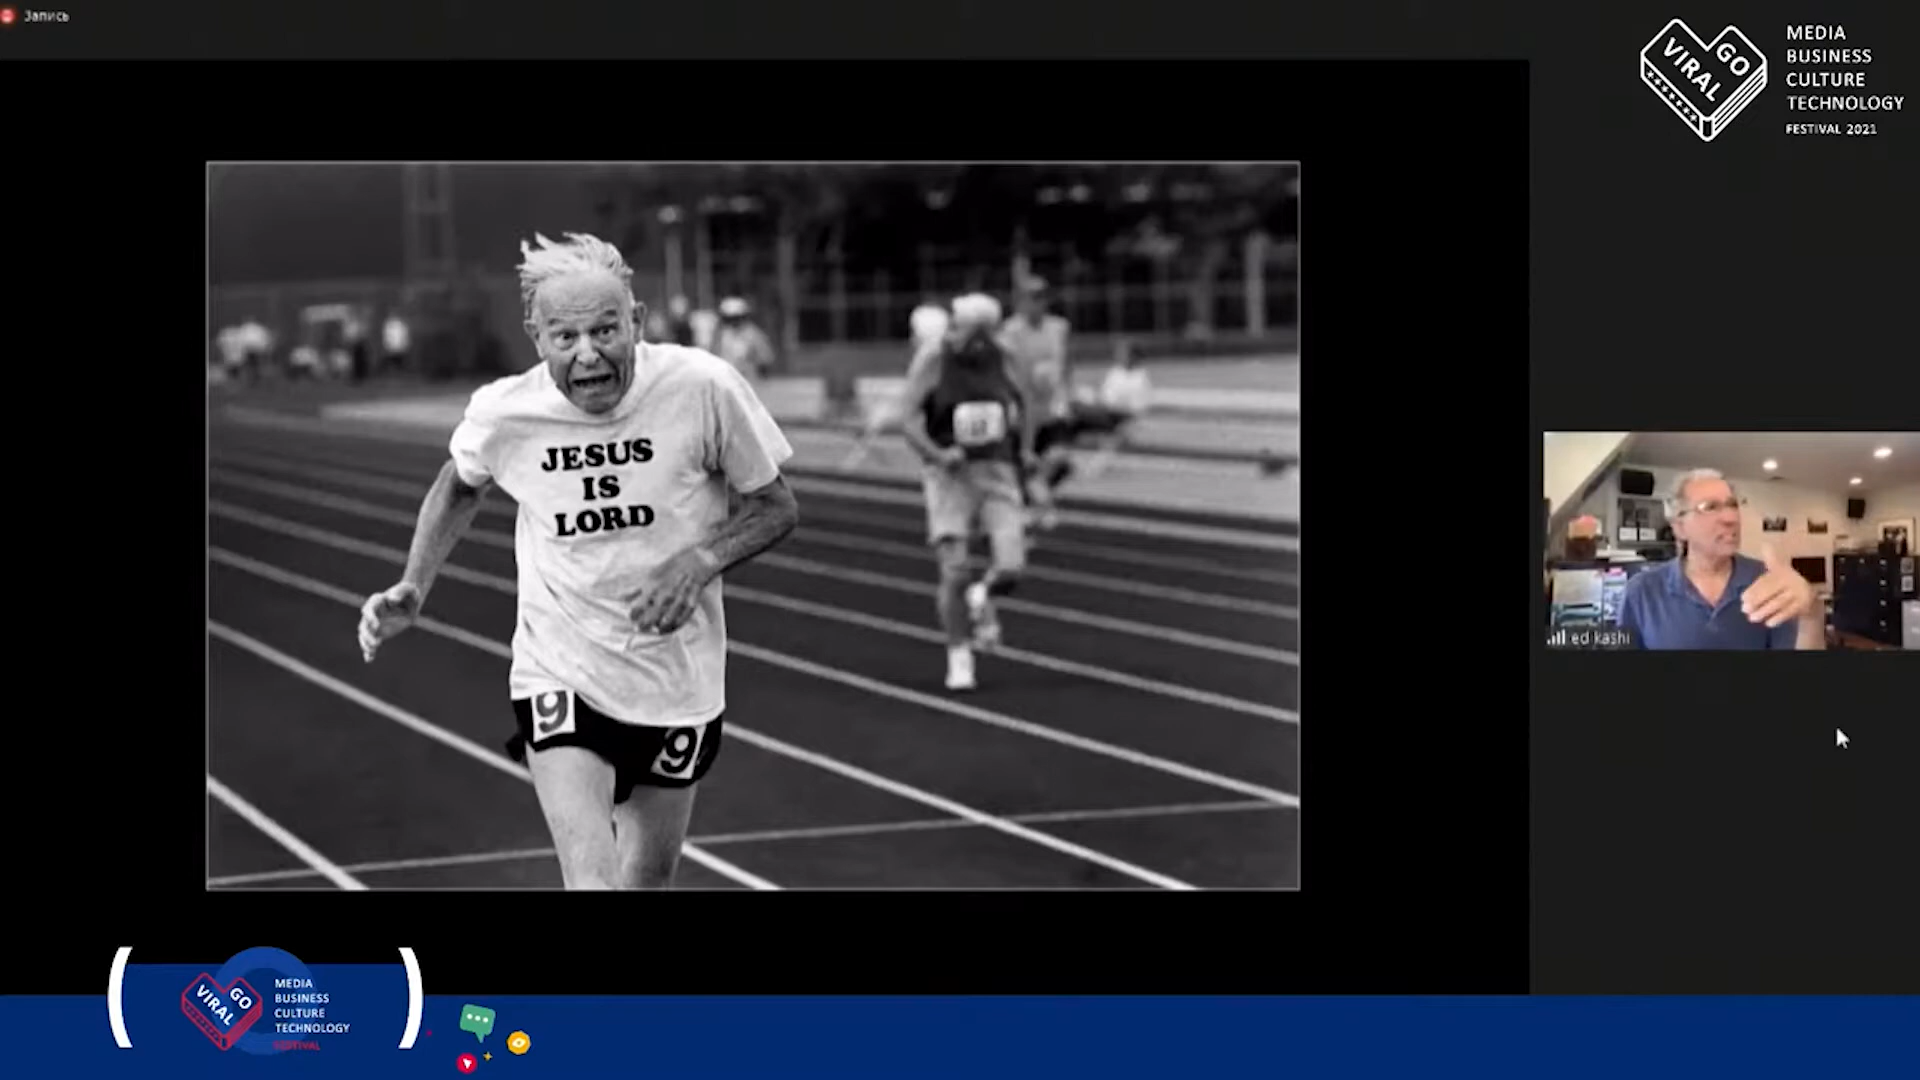 Запись
VIRAL GO
MEDIA
BUSINESS
CULTURE
TECHNOLOGY
FESTIVAL 2021
JESUS
IS
LORD
9
9
ed kashi
VIRAL GO
MEDIA
BUSINESS
CULTURE
TECHNOLOGY
FESTIVAL